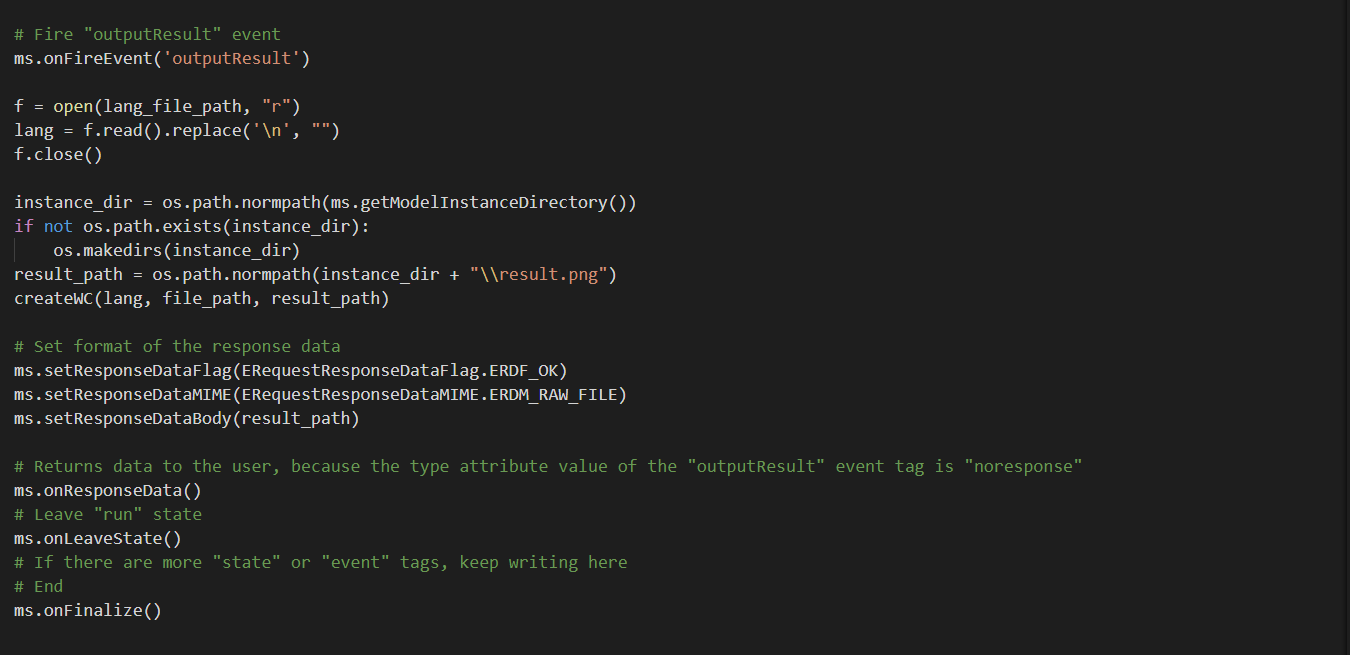 # Fire "outputResult" event
ms.onFireEvent('outputResult')
f = open(lang_file_path, "r")
lang = f.read().replace('\n', "")
f.close()
instance_dir = os.path.normpath(ms.getModelInstanceDirectory())
if not os.path.exists(instance_dir):
    os.makedirs(instance_dir)
result_path = os.path.normpath(instance_dir + "\\result.png")
createWC(lang, file_path, result_path)
# Set format of the response data
ms.setResponseDataFlag(ERequestResponseDataFlag.ERDF_OK)
ms.setResponseDataMIME(ERequestResponseDataMIME.ERDM_RAW_FILE)
ms.setResponseDataBody(result_path)
# Returns data to the user, because the type attribute value of the "outputResult" event tag is "noresponse"
ms.onResponseData()
# Leave "run" state
ms.onLeaveState()
# If there are more "state" or "event" tags, keep writing here
# End
ms.onFinalize()